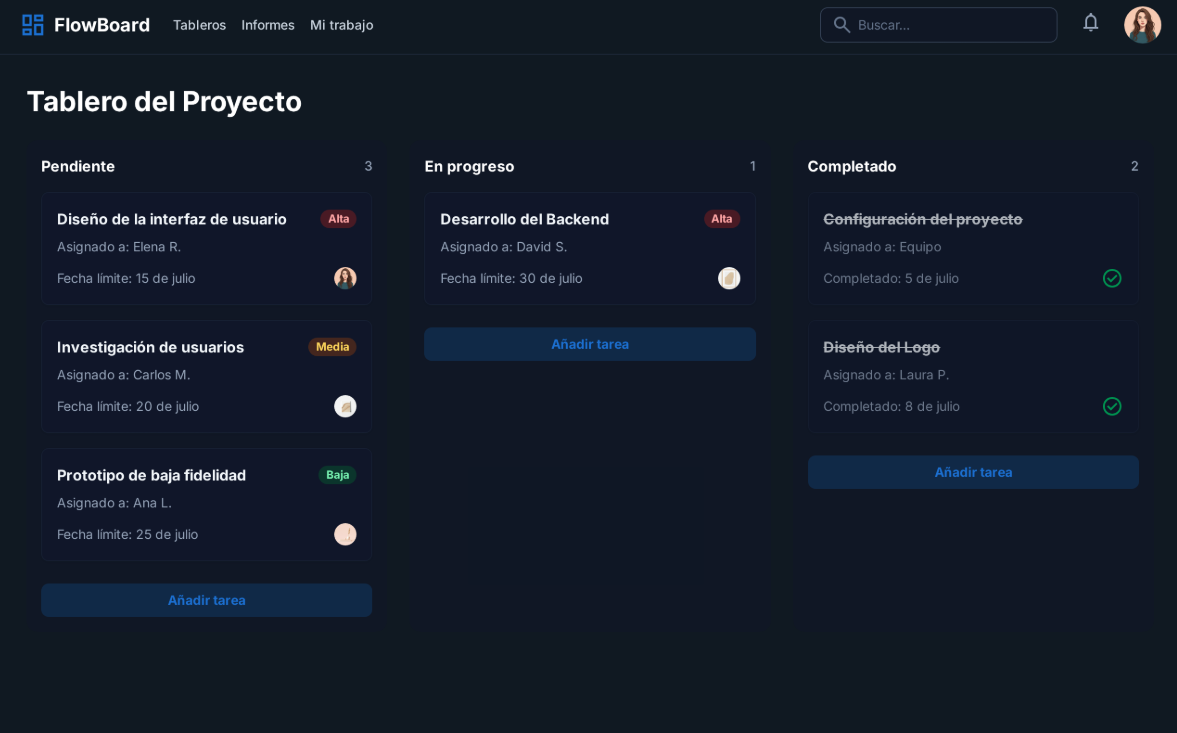 FlowBoard
Tableros
Informes
Mi trabajo
Buscar...
Tablero del Proyecto
Pendiente
3
Diseño de la interfaz de usuario
Alta
Asignado a: Elena R.
Fecha límite: 15 de julio
Investigación de usuarios
Media
Asignado a: Carlos M.
Fecha límite: 20 de julio
Prototipo de baja fidelidad
Baja
Asignado a: Ana L.
Fecha límite: 25 de julio
Añadir tarea
En progreso
1
Desarrollo del Backend
Alta
Asignado a: David S.
Fecha límite: 30 de julio
Añadir tarea
Completado
2
Configuración del proyecto
Asignado a: Equipo
Completado: 5 de julio
Diseño del Logo
Asignado a: Laura P.
Completado: 8 de julio
Añadir tarea